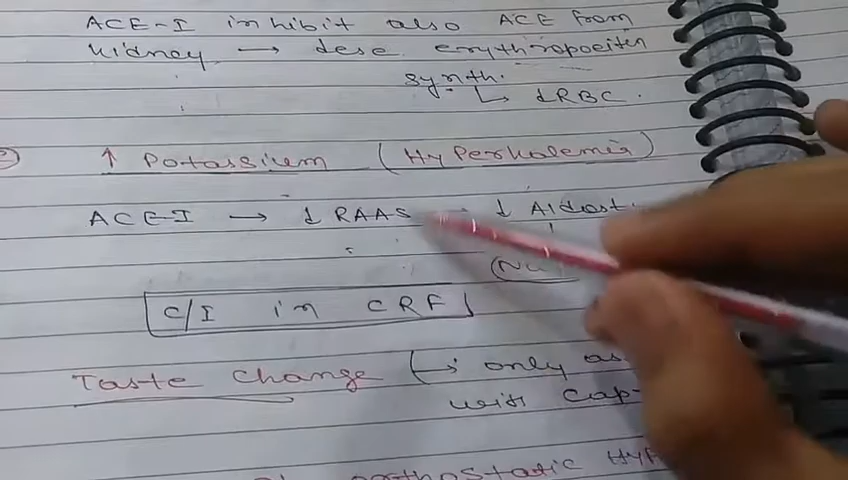 ACE-I inhibit also ACE from
kidney → dese erythropoeiten
synth.
↳ ↓RBC.
↑ Potassium (Hyperkalemia)
ACE-I → ↓ RAAS → ↓ Aldost
C/I in CRF
Taste change (→ only as
with cap-
orthostatic